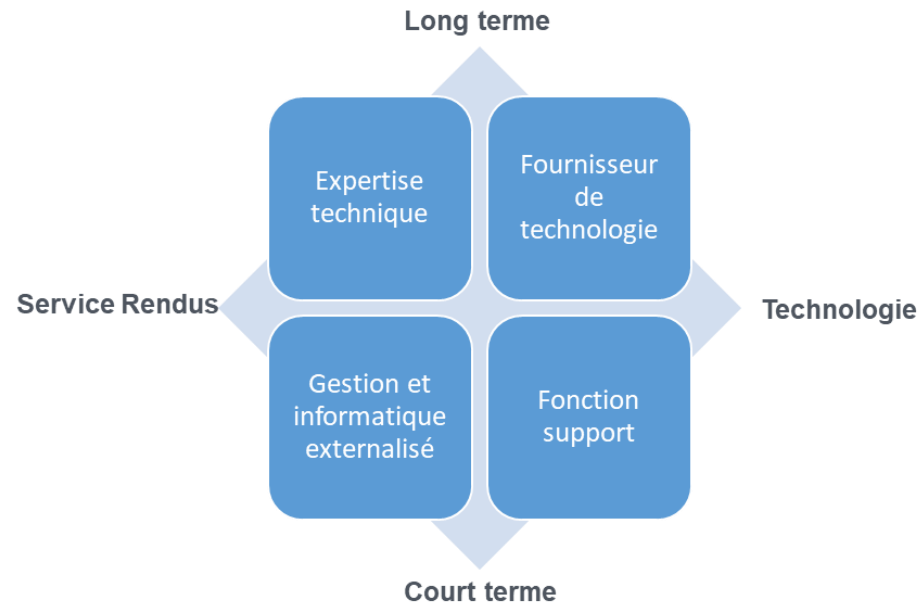 Long terme
Expertise
technique
Fournisseur
de
technologie
Service Rendus
Technologie
Gestion et
informatique
externalisé
Fonction
support
Court terme